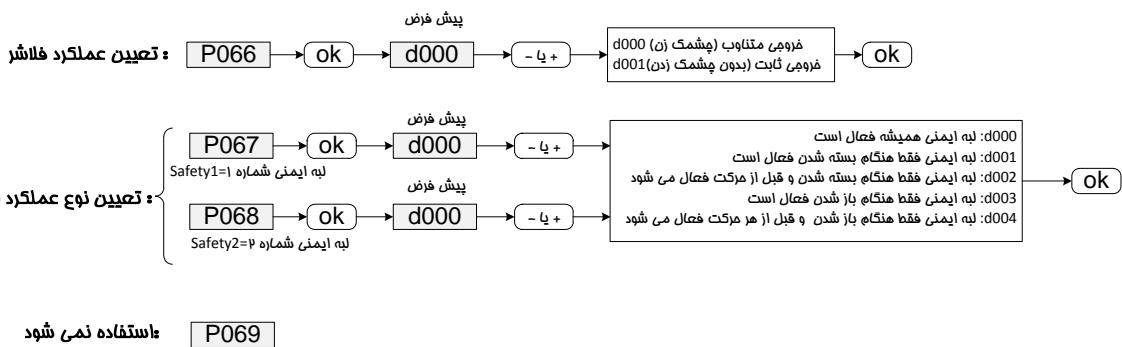 پیش فرض
تعیین عملکرد فلاشر : P066 ok d000 + یا - ok
d000 خروجی متناوب (چشمک زن)
d001 خروجی ثابت (بدون چشمک زدن)
پیش فرض
P067 ok d000 + یا -
لبه ایمنی شماره ۱=Safety1
تعیین نوع عملکرد :
پیش فرض
P068 ok d000 + یا -
لبه ایمنی شماره ۲=Safety2
d000: لبه ایمنی همیشه فعال است
d001: لبه ایمنی فقط هنگام بسته شدن فعال است
d002: لبه ایمنی فقط هنگام بسته شدن و قبل از حرکت فعال می شود
d003: لبه ایمنی فقط هنگام باز شدن فعال است
d004: لبه ایمنی فقط هنگام باز شدن و قبل از هر حرکت فعال می شود
ok
استفاده نمی شود: P069